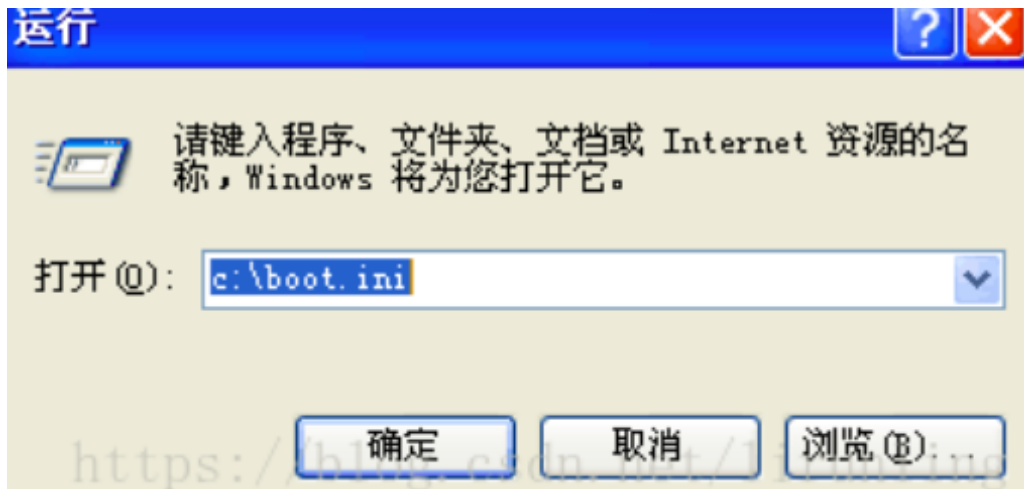 运行
请键入程序、文件夹、文档或 Internet 资源的名
称，Windows 将为您打开它。
打开(O):
c:\boot.ini
确定
取消
浏览(B)...